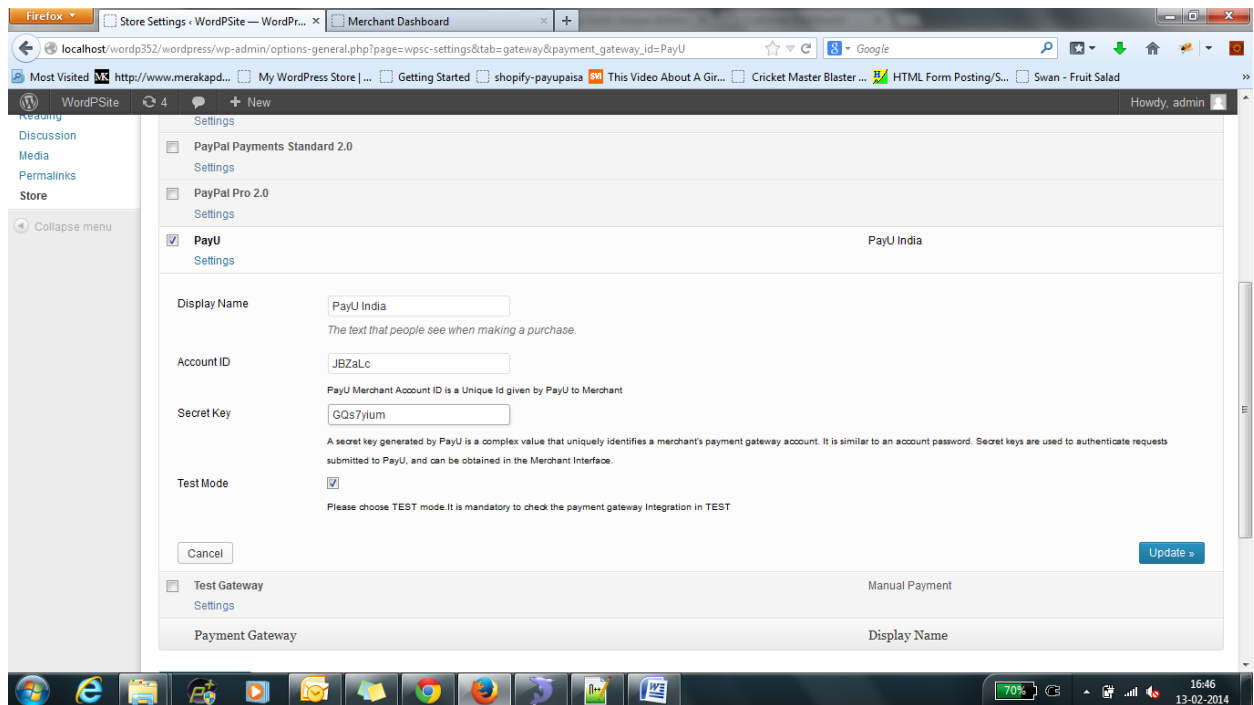 Firefox
Store Settings ‹ WordPSite — WordPr... ×
Merchant Dashboard ×
+
localhost/wordp352/wordpress/wp-admin/options-general.php?page=wpsc-settings&tab=gateway&payment_gateway_id=PayU
Google
Most Visited
http://www.merakapd...
My WordPress Store | ...
Getting Started
shopify-payupaisa
This Video About A Gir...
Cricket Master Blaster ...
HTML Form Posting/S...
Swan - Fruit Salad
»
WordPSite
4
+ New
Howdy, admin
Reading
Discussion
Media
Permalinks
Store
Collapse menu
Settings
PayPal Payments Standard 2.0
Settings
PayPal Pro 2.0
Settings
PayU
PayU India
Settings
Display Name
PayU India
The text that people see when making a purchase.
Account ID
JBZaLc
PayU Merchant Account ID is a Unique Id given by PayU to Merchant
Secret Key
GQs7yium
A secret key generated by PayU is a complex value that uniquely identifies a merchant's payment gateway account. It is similar to an account password. Secret keys are used to authenticate requests
submitted to PayU, and can be obtained in the Merchant Interface.
Test Mode
Please choose TEST mode.It is mandatory to check the payment gateway Integration in TEST
Cancel
Update »
Test Gateway
Manual Payment
Settings
Payment Gateway
Display Name
70%
16:46
13-02-2014